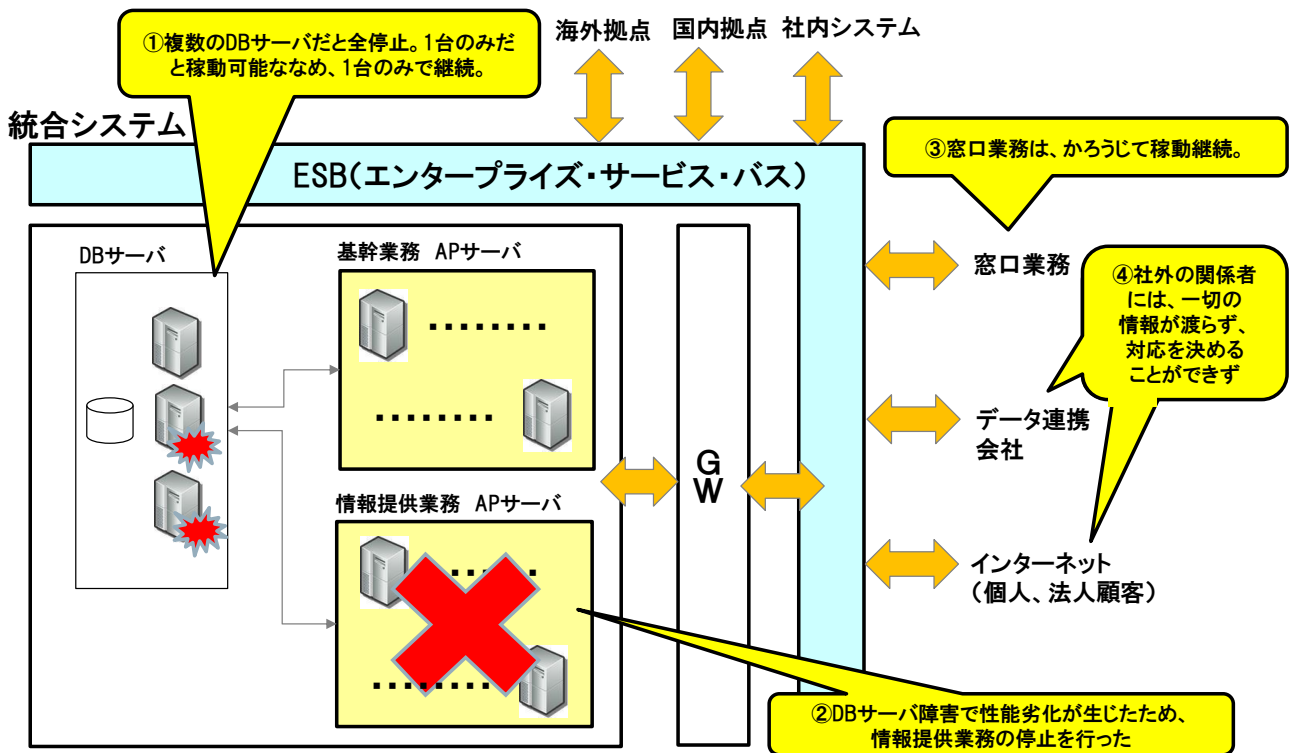 ①複数のDBサーバだと全停止。1台のみだ
と稼動可能ななめ、1台のみで継続。
海外拠点 国内拠点 社内システム
統合システム
③窓口業務は、かろうじて稼動継続。
ESB(エンタープライズ・サービス・バス)
DBサーバ
基幹業務 APサーバ
窓口業務
④社外の関係者
には、一切の
情報が渡らず、
対応を決める
ことができず
データ連携
会社
GW
情報提供業務 APサーバ
インターネット
(個人、法人顧客)
②DBサーバ障害で性能劣化が生じたため、
情報提供業務の停止を行った